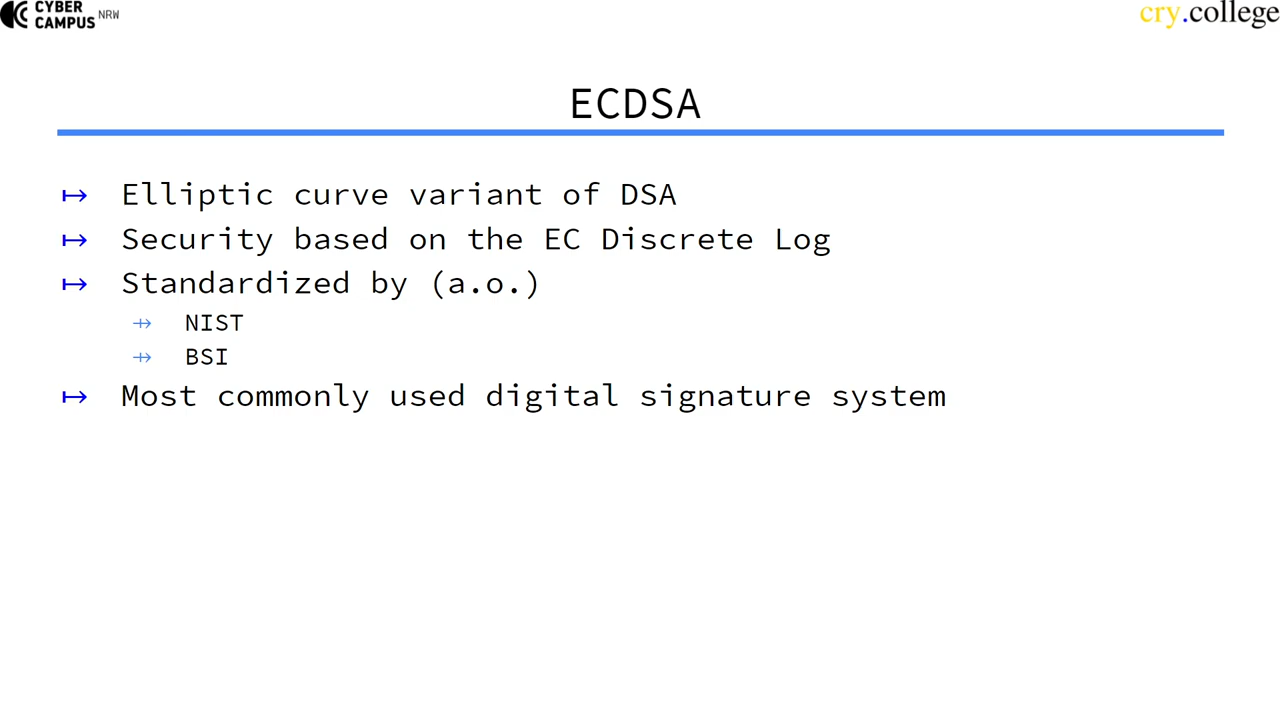 CYBER
CAMPUS NRW
cry.college
ECDSA
↦ Elliptic curve variant of DSA
↦ Security based on the EC Discrete Log
↦ Standardized by (a.o.)
⇸ NIST
⇸ BSI
↦ Most commonly used digital signature system